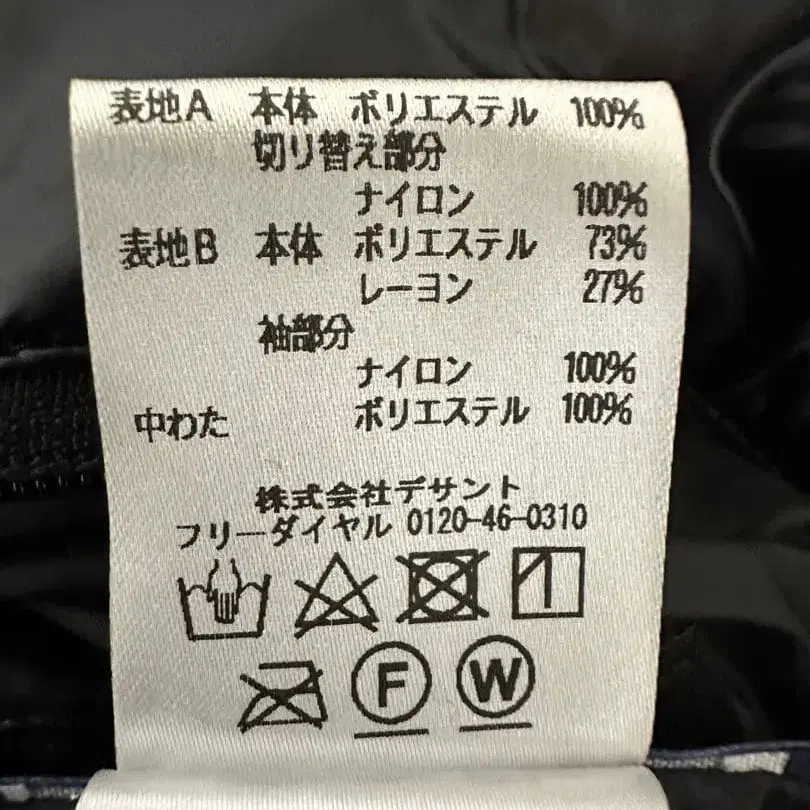 表地A 本体 ポリエステル 100%
切り替え部分
ナイロン 100%
表地B 本体 ポリエステル 73%
レーヨン 27%
袖部分
ナイロン 100%
中わた ポリエステル 100%
株式会社デサント
フリーダイヤル 0120-46-0310
F W